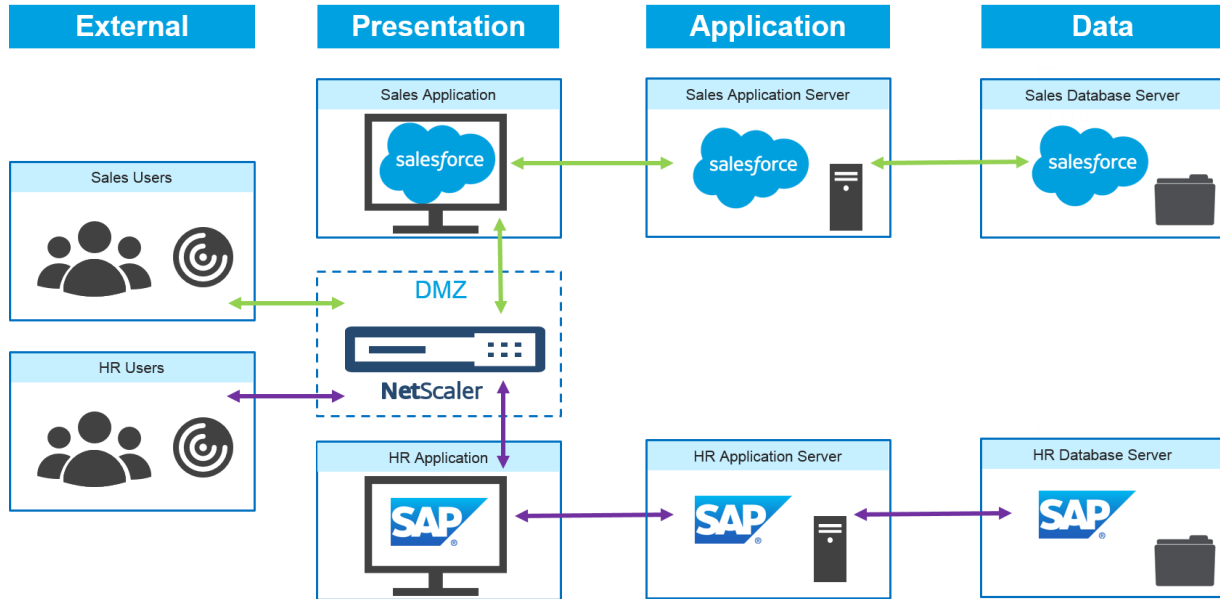 External
Presentation
Application
Data
Sales Application
salesforce
Sales Application Server
salesforce
Sales Database Server
salesforce
Sales Users
DMZ
NetScaler
HR Users
HR Application
SAP®
HR Application Server
SAP®
HR Database Server
SAP®